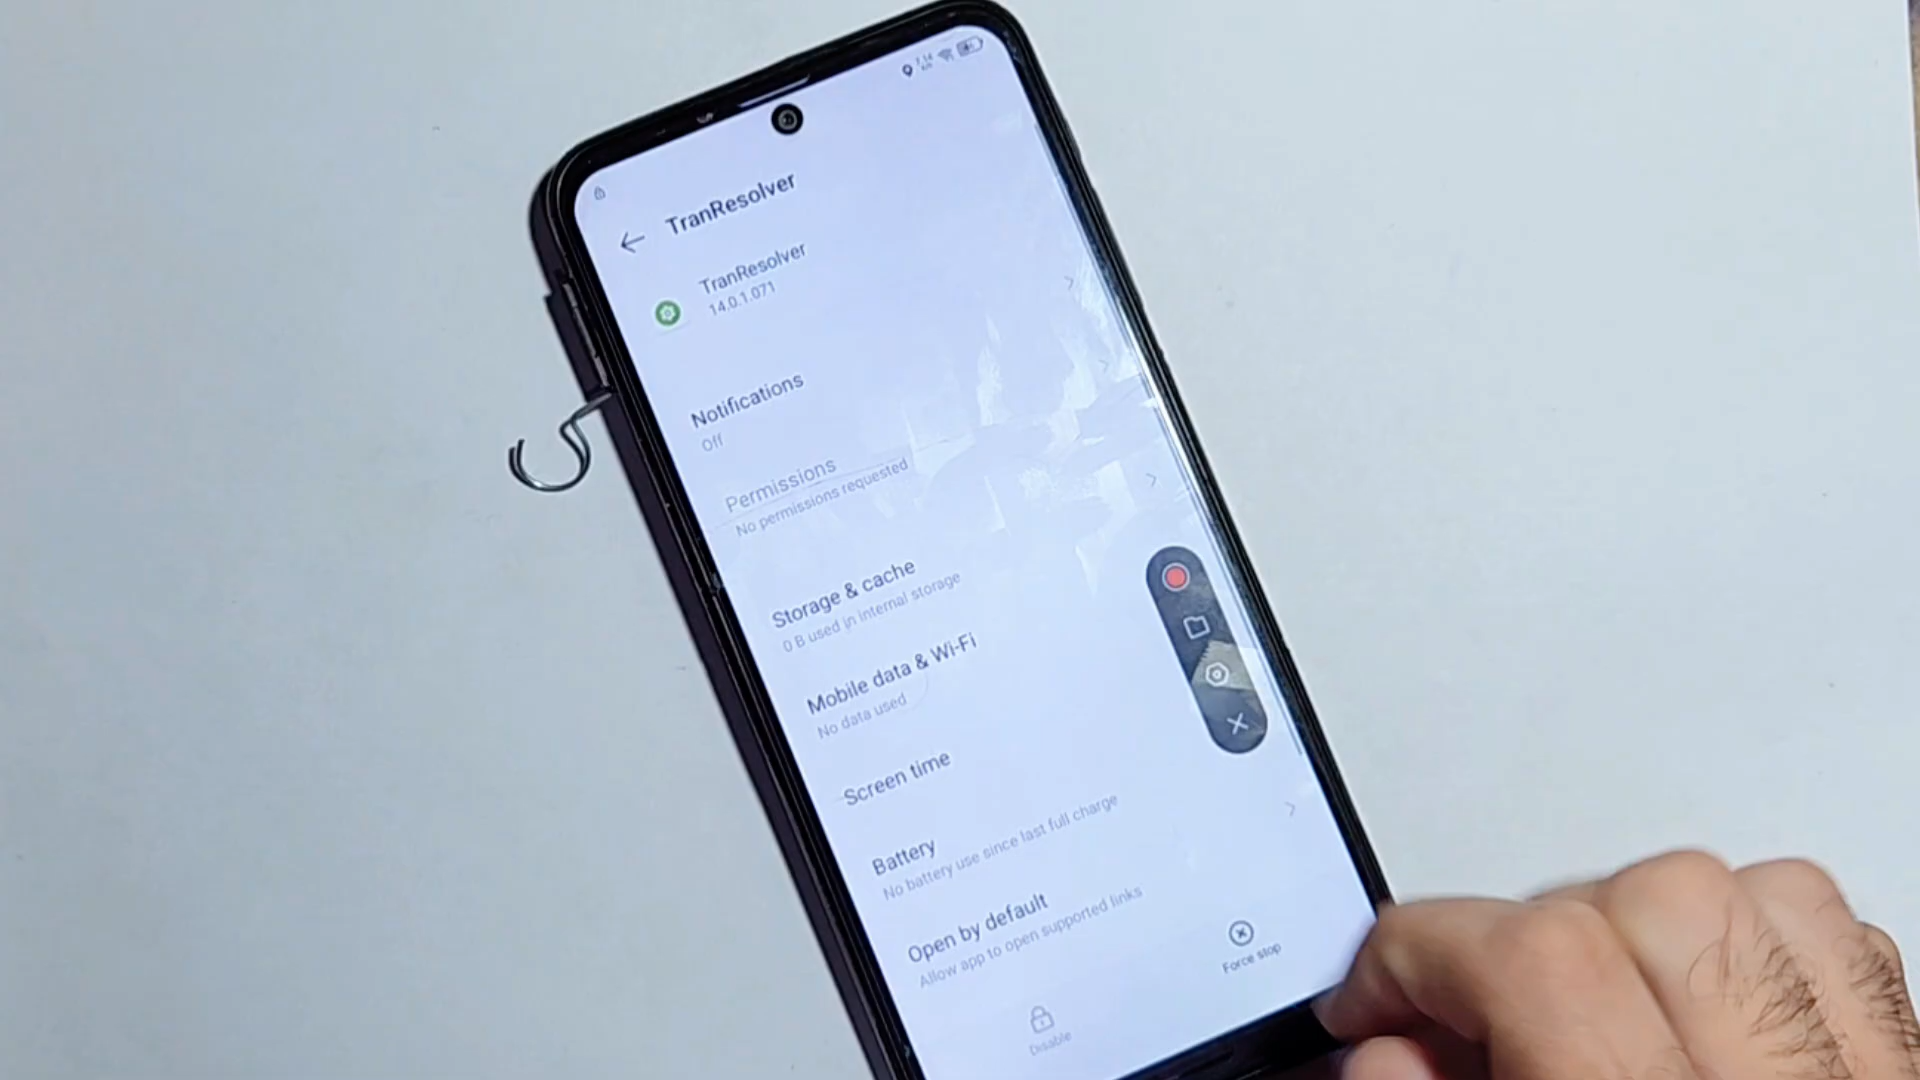 TranResolver
TranResolver
14.0.1.071
Notifications
Off
Permissions
No permissions requested
Storage & cache
0 B used in internal storage
Mobile data & Wi-Fi
No data used
Screen time
Battery
No battery use since last full charge
Open by default
Allow app to open supported links
Disable
Force stop